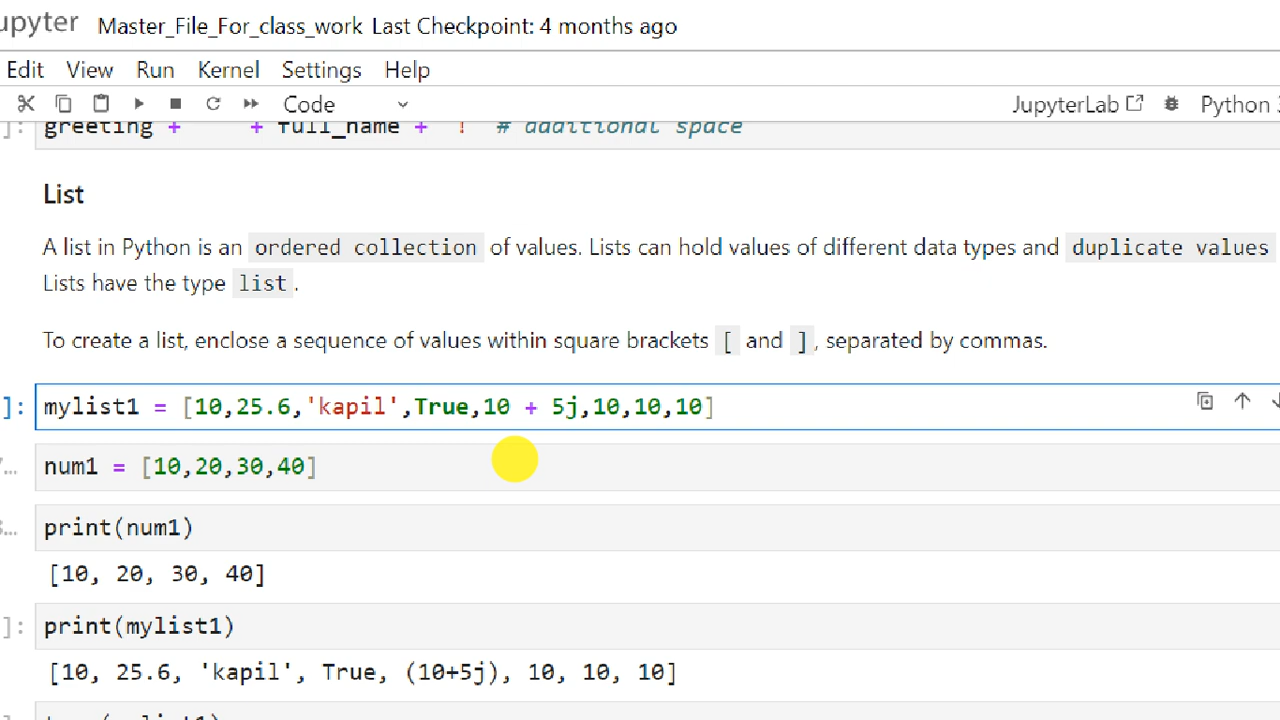 upyter Master_File_For_class_work Last Checkpoint: 4 months ago
Edit View Run Kernel Settings Help
Code JupyterLab Python 3
]: greeting + + full_name + ! # additional space
List
A list in Python is an ordered collection of values. Lists can hold values of different data types and duplicate values
Lists have the type list.
To create a list, enclose a sequence of values within square brackets [ and ], separated by commas.
]: mylist1 = [10,25.6,'kapil',True,10 + 5j,10,10,10]
num1 = [10,20,30,40]
print(num1)
[10, 20, 30, 40]
]: print(mylist1)
[10, 25.6, 'kapil', True, (10+5j), 10, 10, 10]